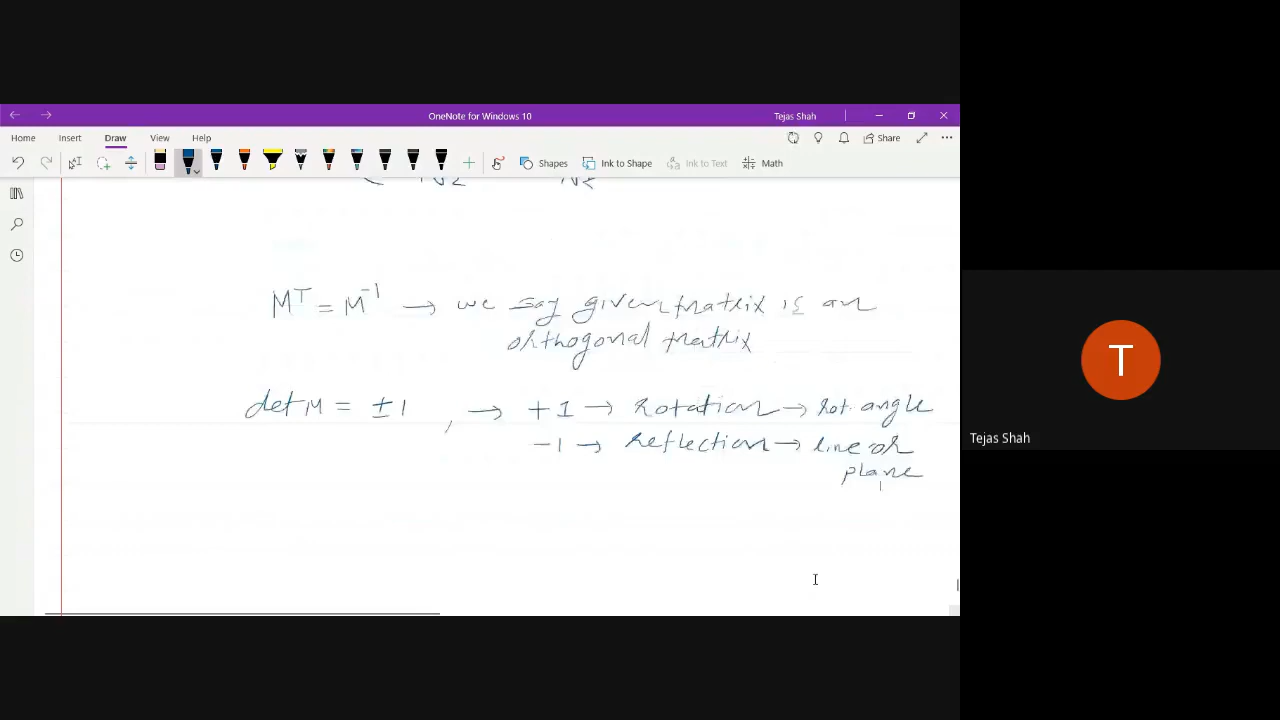 OneNote for Windows 10
Tejas Shah
Home Insert Draw View Help
Share
Shapes Ink to Shape Ink to Text Math
M^T = M^-1 → we say given matrix is an
orthogonal matrix
det M = ±1 , → +1 → Rotation → Rot. angle
-1 → Reflection → line or
plane
T
Tejas Shah